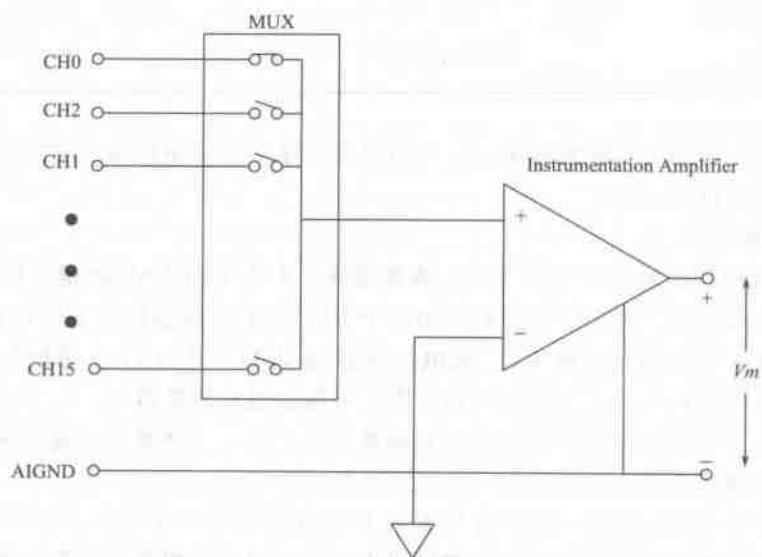 MUX
CH0
CH2
CH1
Instrumentation Amplifier
+
−
+
Vm
CH15
−
AIGND